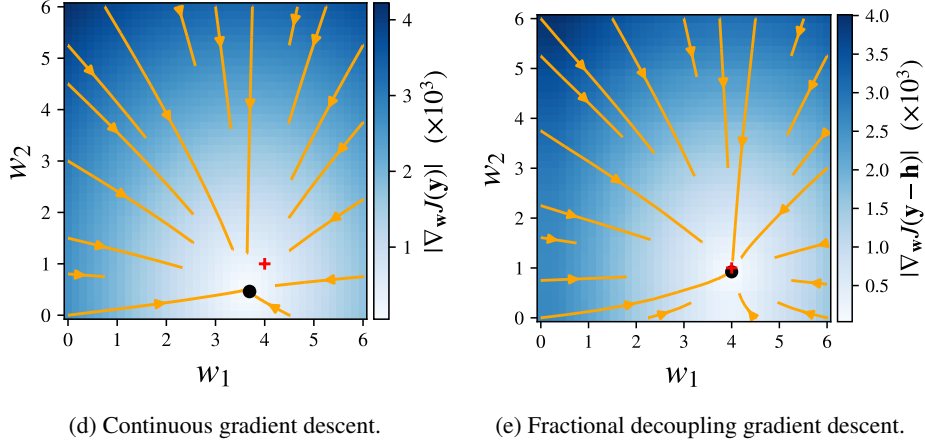 6
5
4
3
2
1
0
w₂
0 1 2 3 4 5 6
w₁
4
3
2
1
|∇_w J(y)| (×10³)
(d) Continuous gradient descent.
6
5
4
3
2
1
0
w₂
0 1 2 3 4 5 6
w₁
4.0
3.5
3.0
2.5
2.0
1.5
1.0
0.5
|∇_w J(y − h)| (×10³)
(e) Fractional decoupling gradient descent.